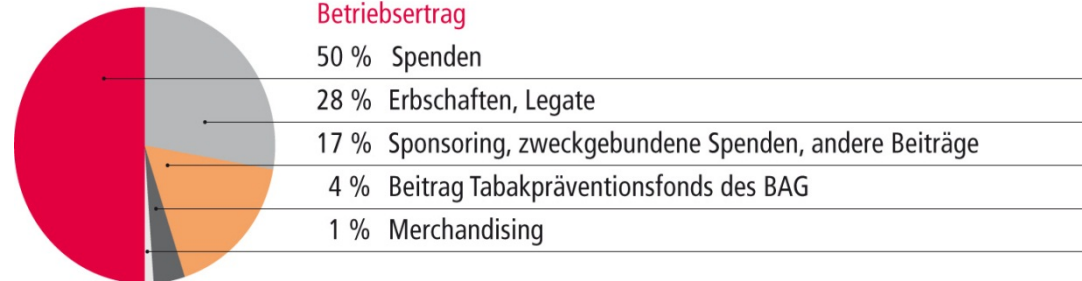 Betriebsertrag
50 % Spenden
28 % Erbschaften, Legate
17 % Sponsoring, zweckgebundene Spenden, andere Beiträge
4 % Beitrag Tabakpräventionsfonds des BAG
1 % Merchandising